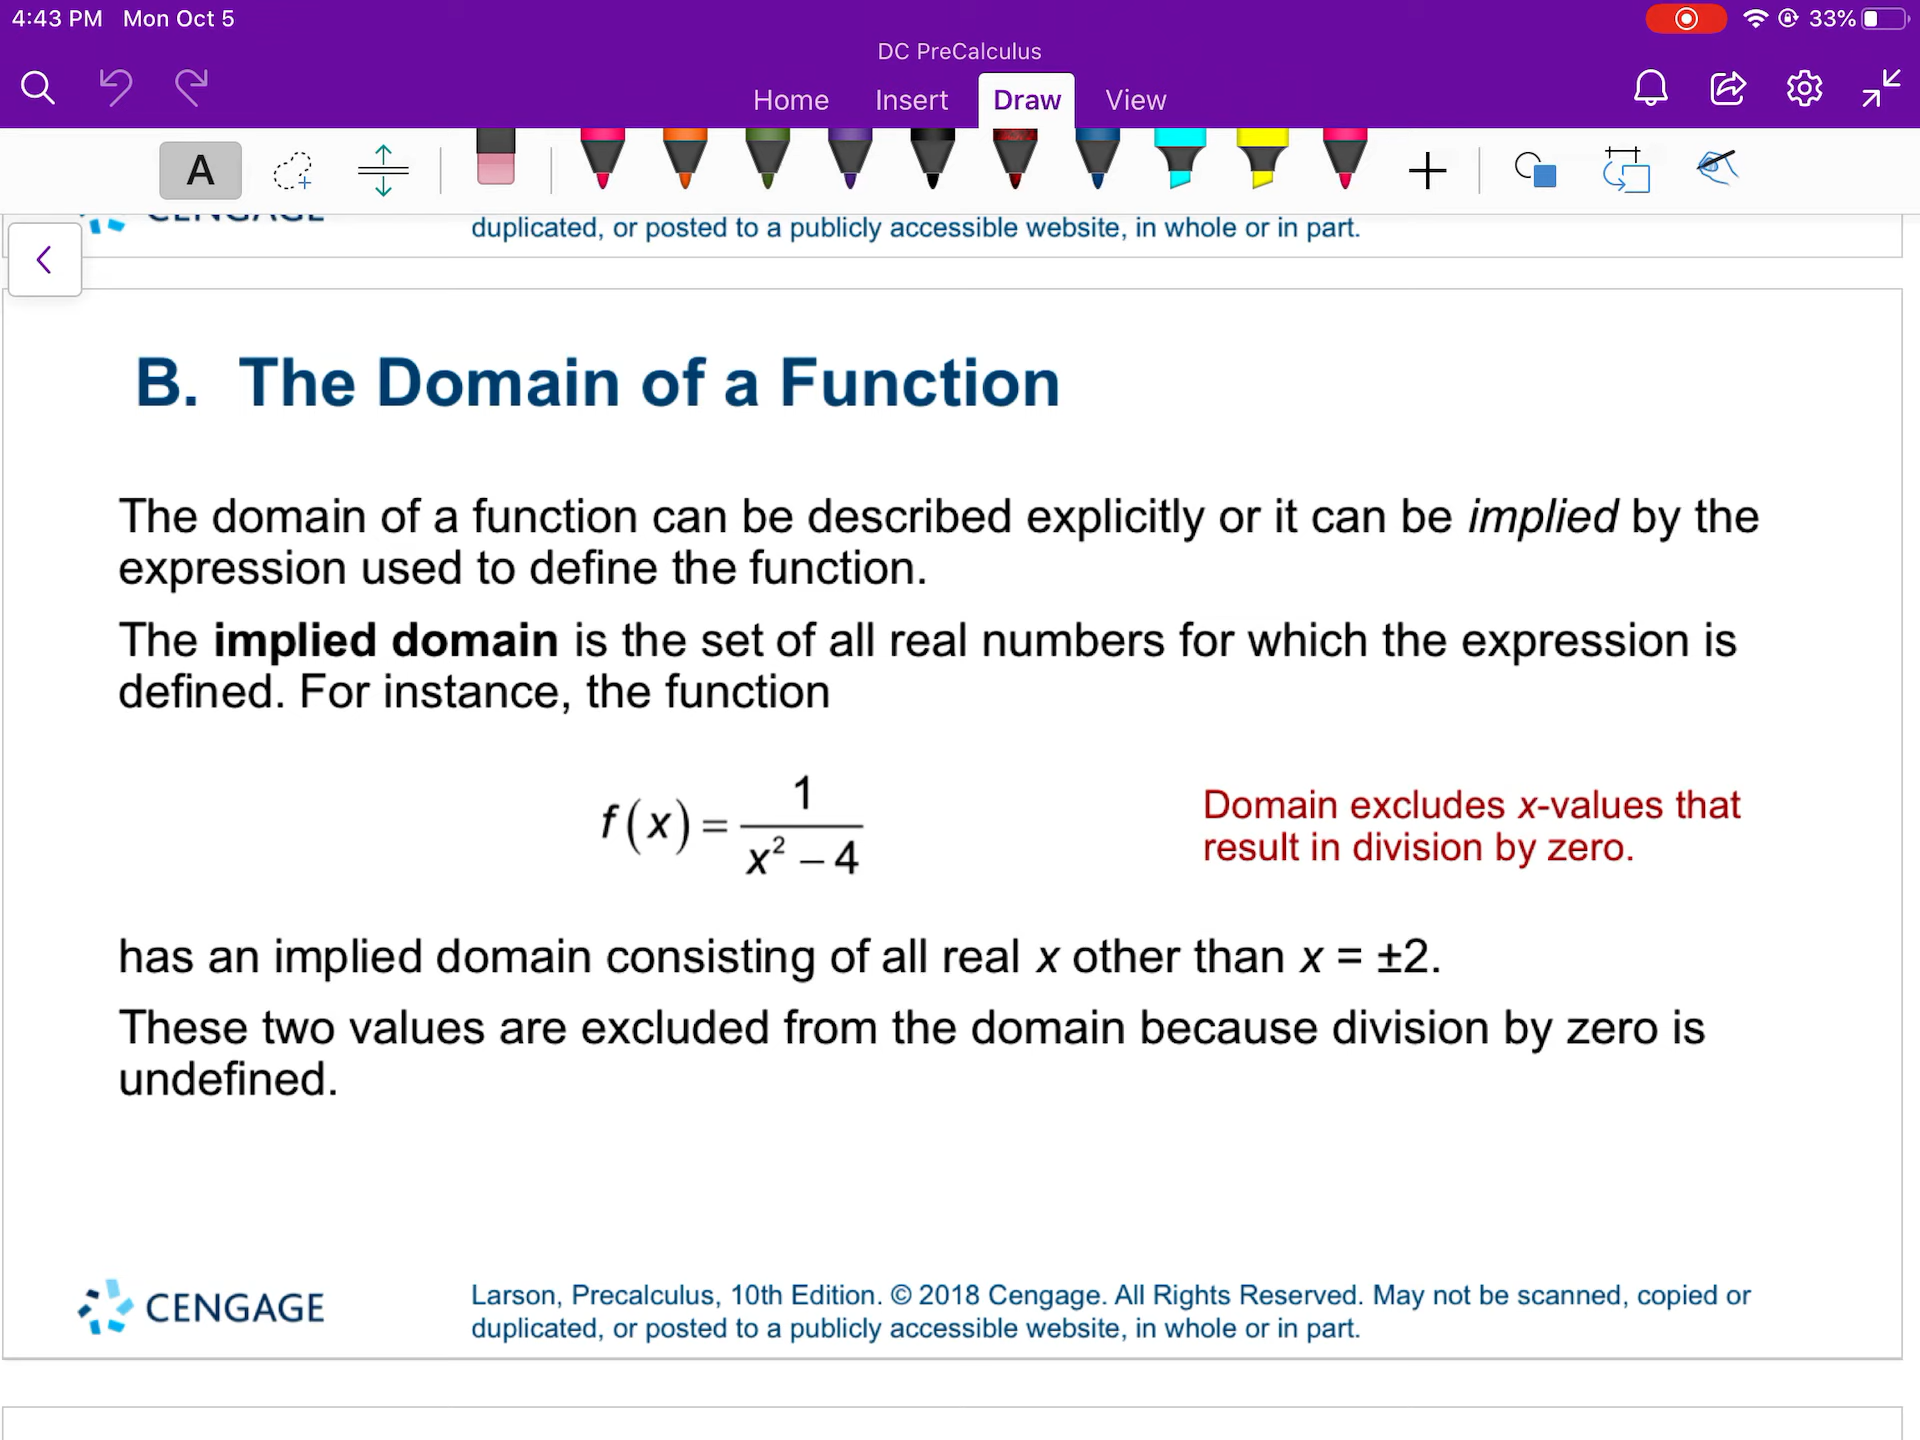 4:43 PM Mon Oct 5
33%
DC PreCalculus
Home Insert Draw View
A
CENGAGE
duplicated, or posted to a publicly accessible website, in whole or in part.
B. The Domain of a Function
The domain of a function can be described explicitly or it can be implied by the
expression used to define the function.
The implied domain is the set of all real numbers for which the expression is
defined. For instance, the function
f(x) = 1 / (x² – 4)
Domain excludes x-values that
result in division by zero.
has an implied domain consisting of all real x other than x = ±2.
These two values are excluded from the domain because division by zero is
undefined.
CENGAGE
Larson, Precalculus, 10th Edition. © 2018 Cengage. All Rights Reserved. May not be scanned, copied or
duplicated, or posted to a publicly accessible website, in whole or in part.